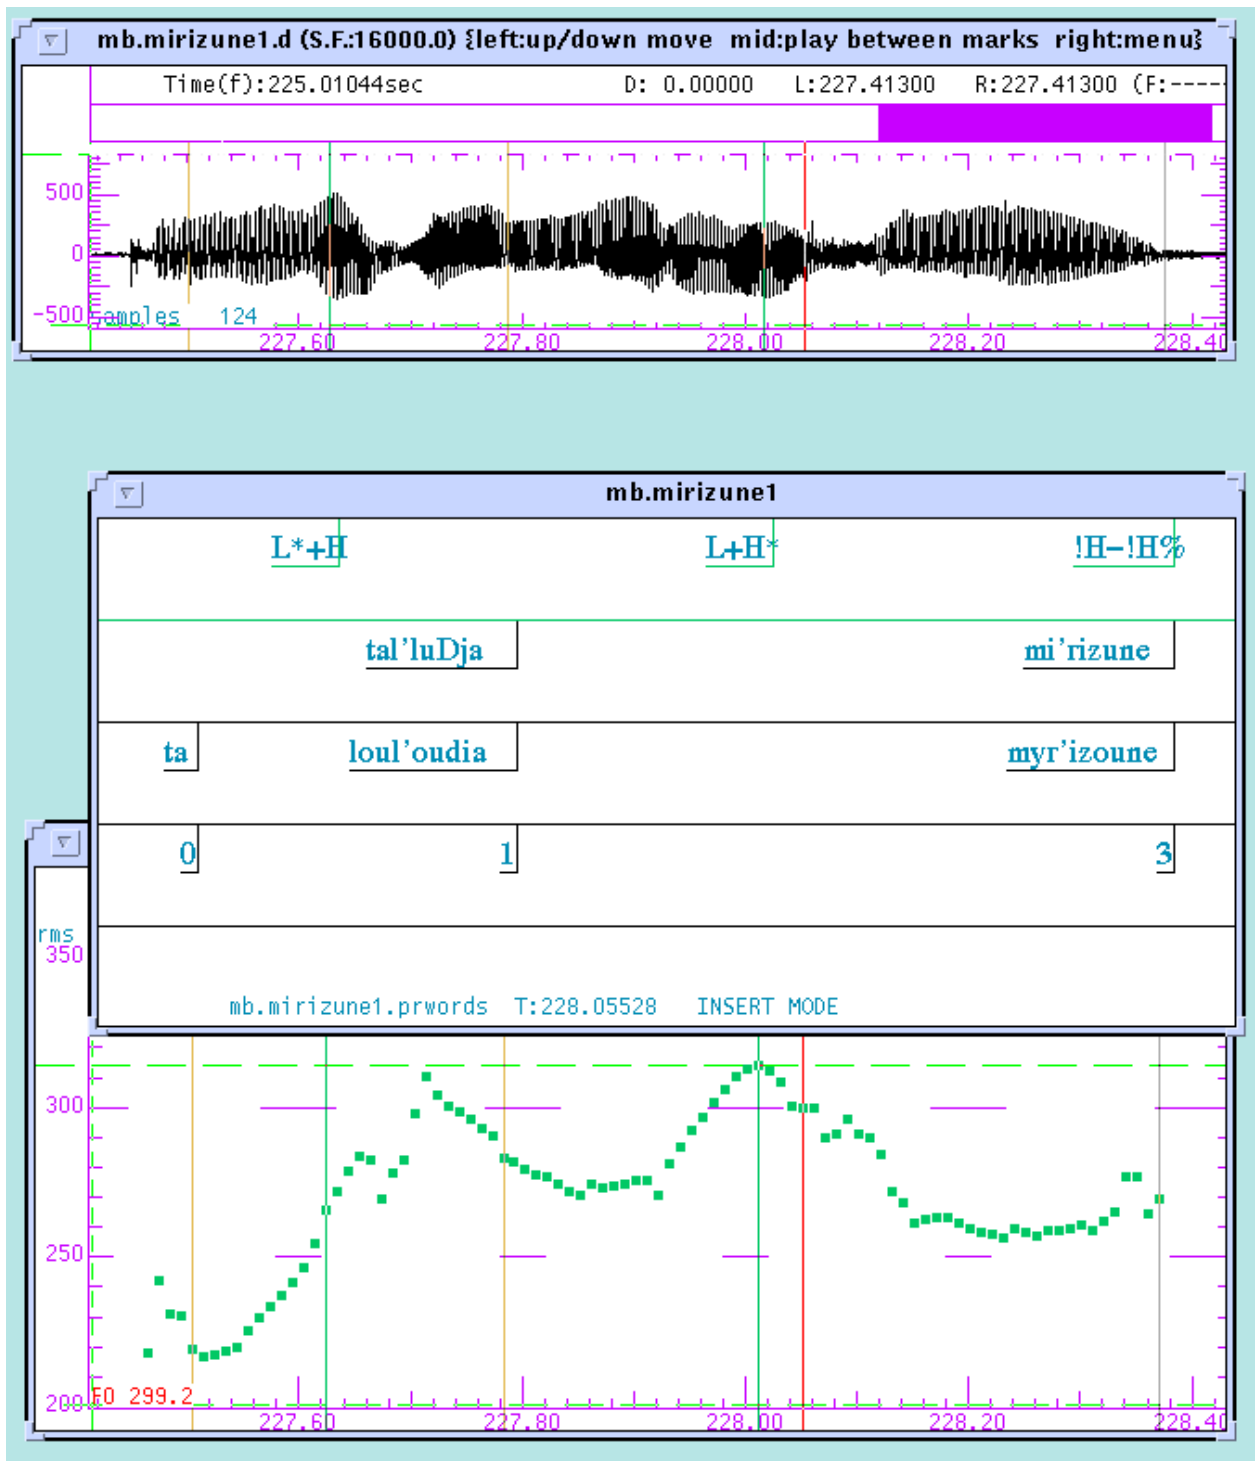 mb.mirizune1.d (S.F.:16000.0) {left:up/down move mid:play between marks right:menu}
Time(f):225.01044sec D: 0.00000 L:227.41300 R:227.41300 (F:----
500
0
-500
samples 124
227.60 227.80 228.00 228.20 228.40
mb.mirizune1
L*+H L+H* !H-!H%
tal'luDja mi'rizune
ta loul'oudia myr'izoune
0 1 3
rms
350
mb.mirizune1.prwords T:228.05528 INSERT MODE
300
250
200
F0 299.2
227.60 227.80 228.00 228.20 228.40